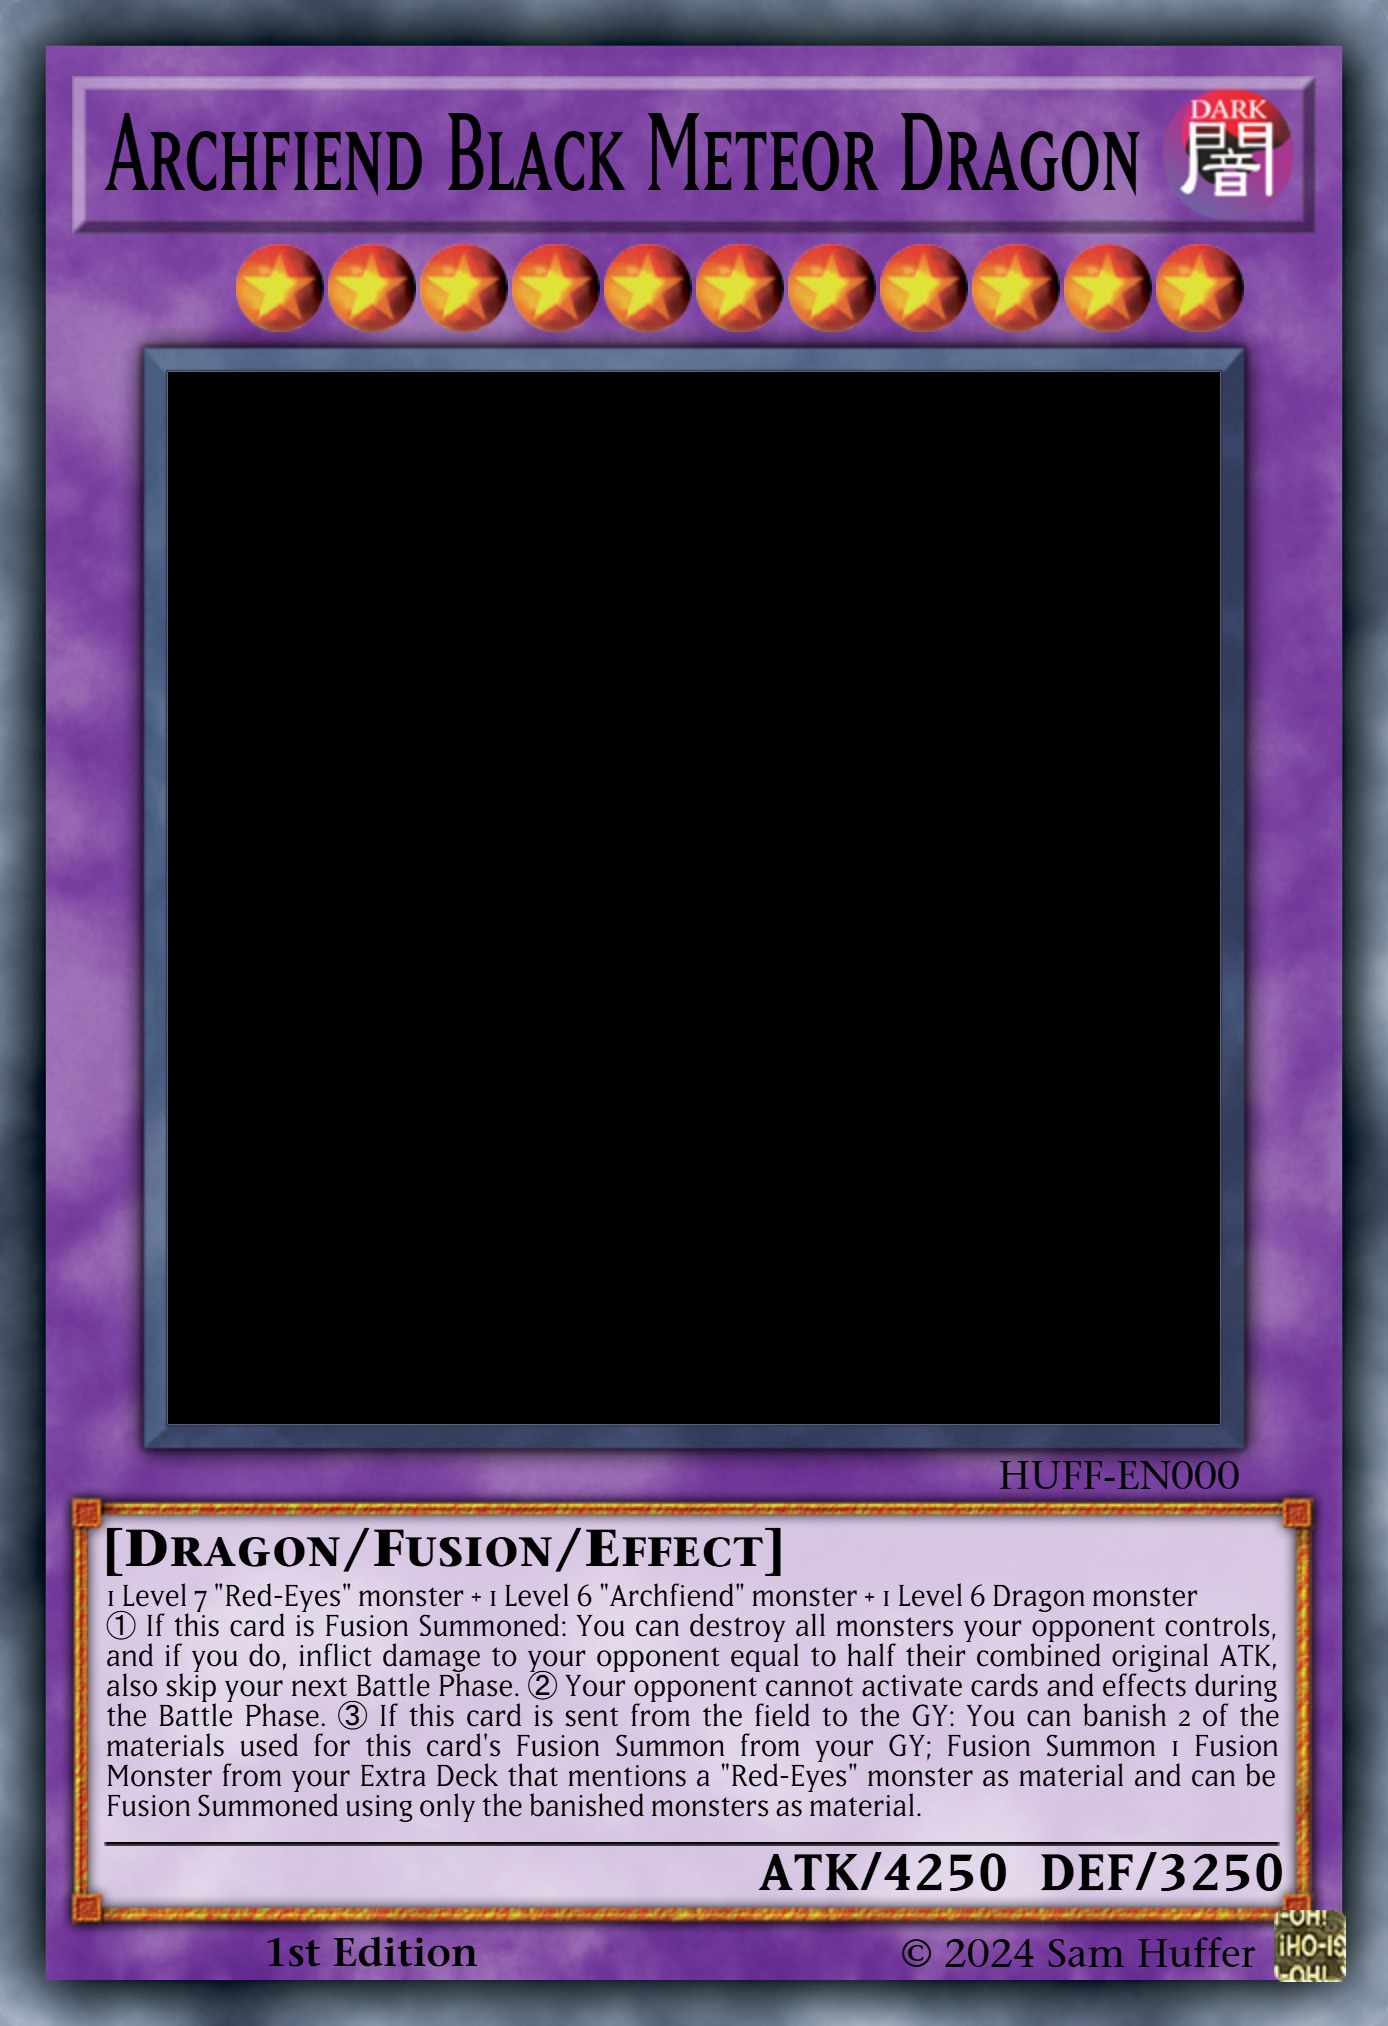 Archfiend Black Meteor Dragon
DARK
闇
HUFF-EN000
[Dragon/Fusion/Effect]
1 Level 7 "Red-Eyes" monster + 1 Level 6 "Archfiend" monster + 1 Level 6 Dragon monster
① If this card is Fusion Summoned: You can destroy all monsters your opponent controls,
and if you do, inflict damage to your opponent equal to half their combined original ATK,
also skip your next Battle Phase. ② Your opponent cannot activate cards and effects during
the Battle Phase. ③ If this card is sent from the field to the GY: You can banish 2 of the
materials used for this card's Fusion Summon from your GY; Fusion Summon 1 Fusion
Monster from your Extra Deck that mentions a "Red-Eyes" monster as material and can be
Fusion Summoned using only the banished monsters as material.
ATK/4250 DEF/3250
1st Edition
© 2024 Sam Huffer